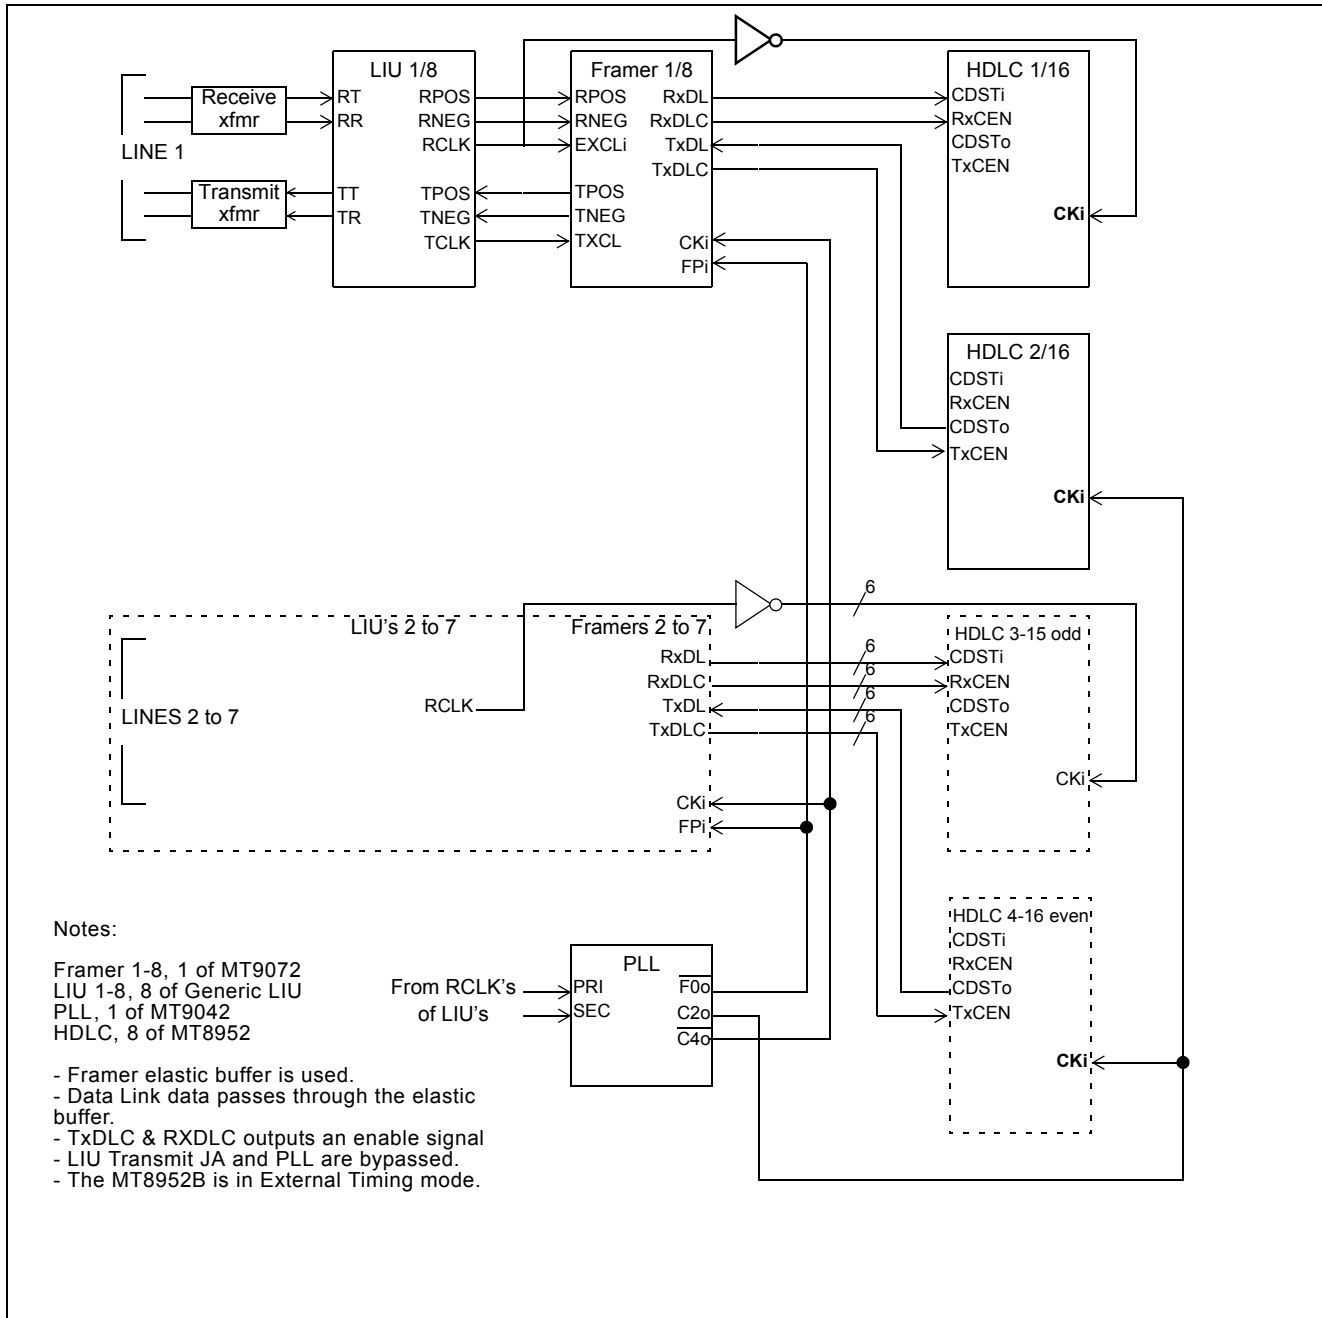 LIU 1/8
Framer 1/8
HDLC 1/16
Receive
xfmr
RT
RR
RPOS
RNEG
RCLK
RPOS
RNEG
EXCLi
RxDL
RxDLC
TxDL
TxDLC
CDSTi
RxCEN
CDSTo
TxCEN
LINE 1
Transmit
xfmr
TT
TR
TPOS
TNEG
TCLK
TPOS
TNEG
TXCL
CKi
FPi
CKi
HDLC 2/16
CDSTi
RxCEN
CDSTo
TxCEN
CKi
6
LIU's 2 to 7
Framers 2 to 7
HDLC 3-15 odd
LINES 2 to 7
RCLK
RxDL
RxDLC
TxDL
TxDLC
6
6
6
6
CDSTi
RxCEN
CDSTo
TxCEN
CKi
CKi
FPi
HDLC 4-16 even
CDSTi
RxCEN
CDSTo
TxCEN
CKi
From RCLK's
of LIU's
PLL
PRI
SEC
F0o
C2o
C4o
Notes:
Framer 1-8, 1 of MT9072
LIU 1-8, 8 of Generic LIU
PLL, 1 of MT9042
HDLC, 8 of MT8952
- Framer elastic buffer is used.
- Data Link data passes through the elastic
buffer.
- TxDLC & RXDLC outputs an enable signal
- LIU Transmit JA and PLL are bypassed.
- The MT8952B is in External Timing mode.